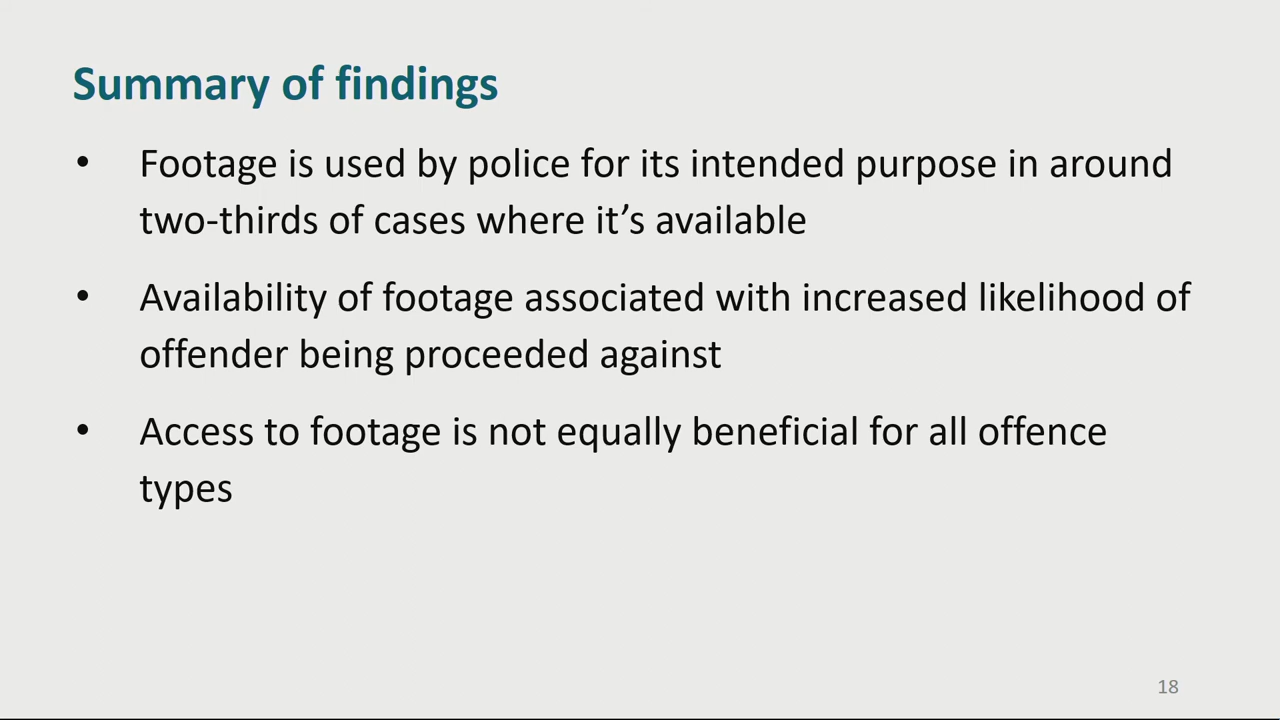 Summary of findings
• Footage is used by police for its intended purpose in around
two-thirds of cases where it’s available
• Availability of footage associated with increased likelihood of
offender being proceeded against
• Access to footage is not equally beneficial for all offence
types
18